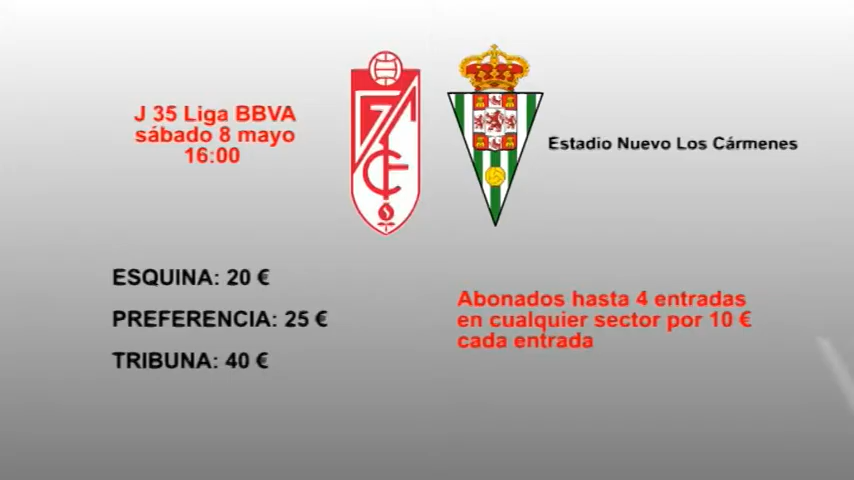 J 35 Liga BBVA
sábado 8 mayo
16:00
Estadio Nuevo Los Cármenes
ESQUINA: 20 €
PREFERENCIA: 25 €
TRIBUNA: 40 €
Abonados hasta 4 entradas
en cualquier sector por 10 €
cada entrada